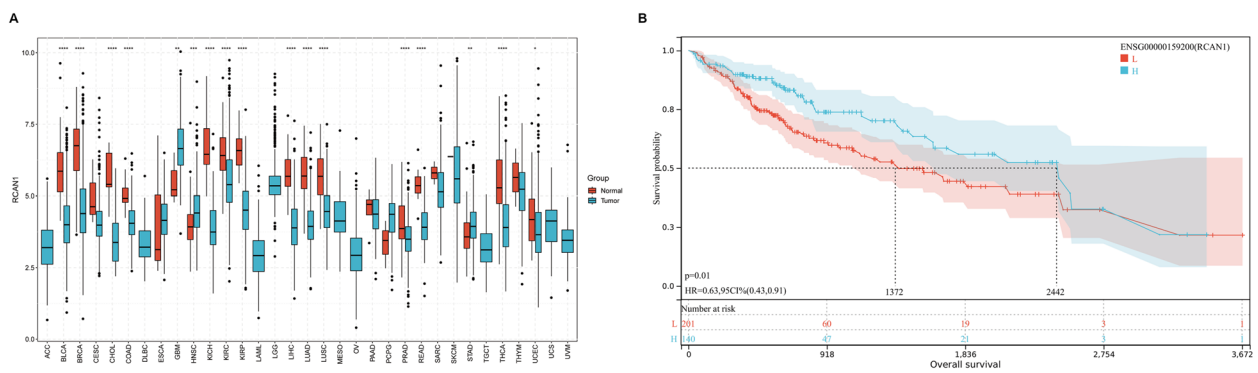 A
RCAN1
10.0
7.5
5.0
2.5
0.0
**** **** **** **** ** *** **** **** **** **** **** **** **** **** ** **** *
Group
Normal
Tumor
ACC BLCA BRCA CESC CHOL COAD DLBC ESCA GBM HNSC KICH KIRC KIRP LAML LGG LIHC LUAD LUSC MESO OV PAAD PCPG PRAD READ SARC SKCM STAD TGCT THCA THYM UCEC UCS UVM
B
ENSG00000159200(RCAN1)
L
H
Survival probability
1.0
0.8
0.5
0.3
0.0
p=0.01
HR=0.63,95CI%(0.43,0.91)
1372
2442
Number at risk
L 201 60 19 3 1
H 140 47 21 3 1
0 918 1,836 2,754 3,672
Overall survival